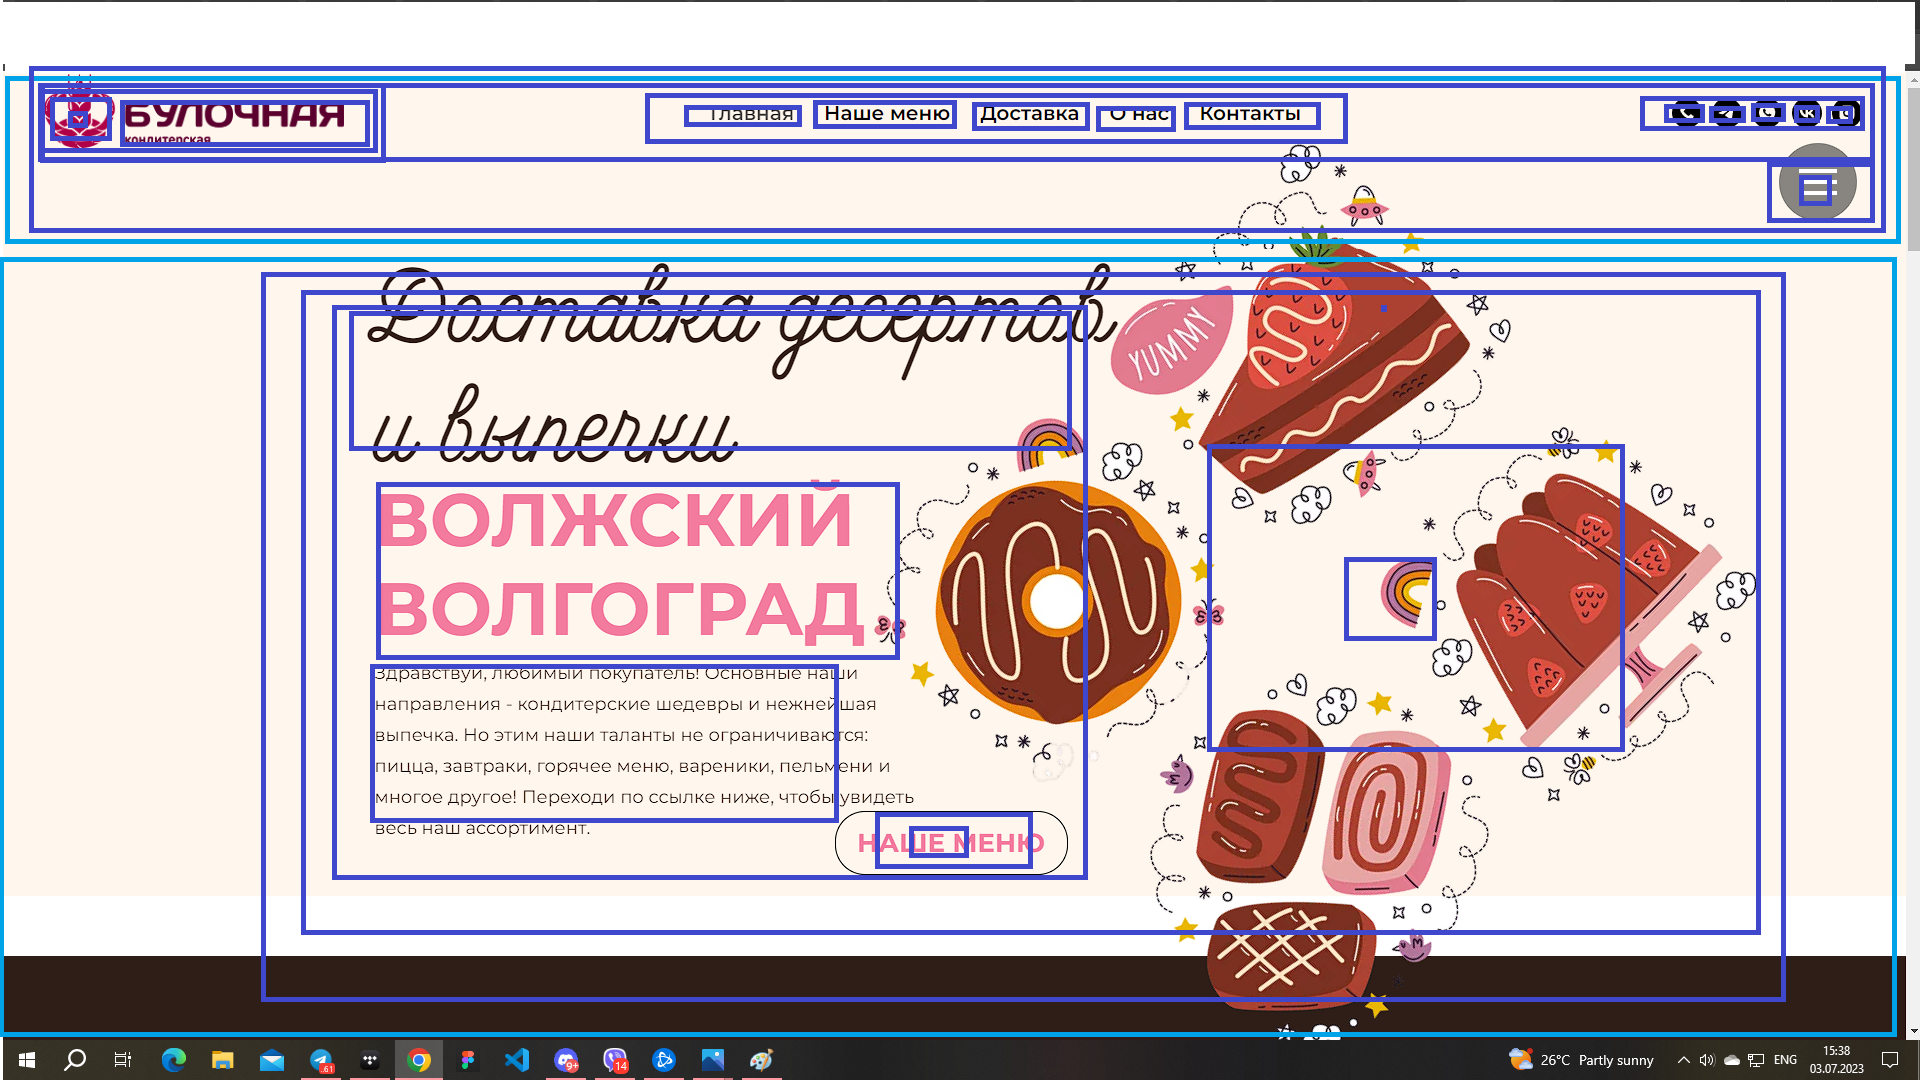 БУЛОЧНАЯ
кондитерская
Главная
Наше меню
Доставка
О нас
Контакты
Доставка десертов
и выпечки
YUMMY
ВОЛЖСКИЙ
ВОЛГОГРАД
Здравствуй, любимый покупатель! Основные наши
направления - кондитерские шедевры и нежнейшая
выпечка. Но этим наши таланты не ограничиваются:
пицца, завтраки, горячее меню, вареники, пельмени и
многое другое! Переходи по ссылке ниже, чтобы увидеть
весь наш ассортимент.
НАШЕ МЕНЮ
.61
9+
14
26°C Partly sunny
ENG
15:38
03.07.2023